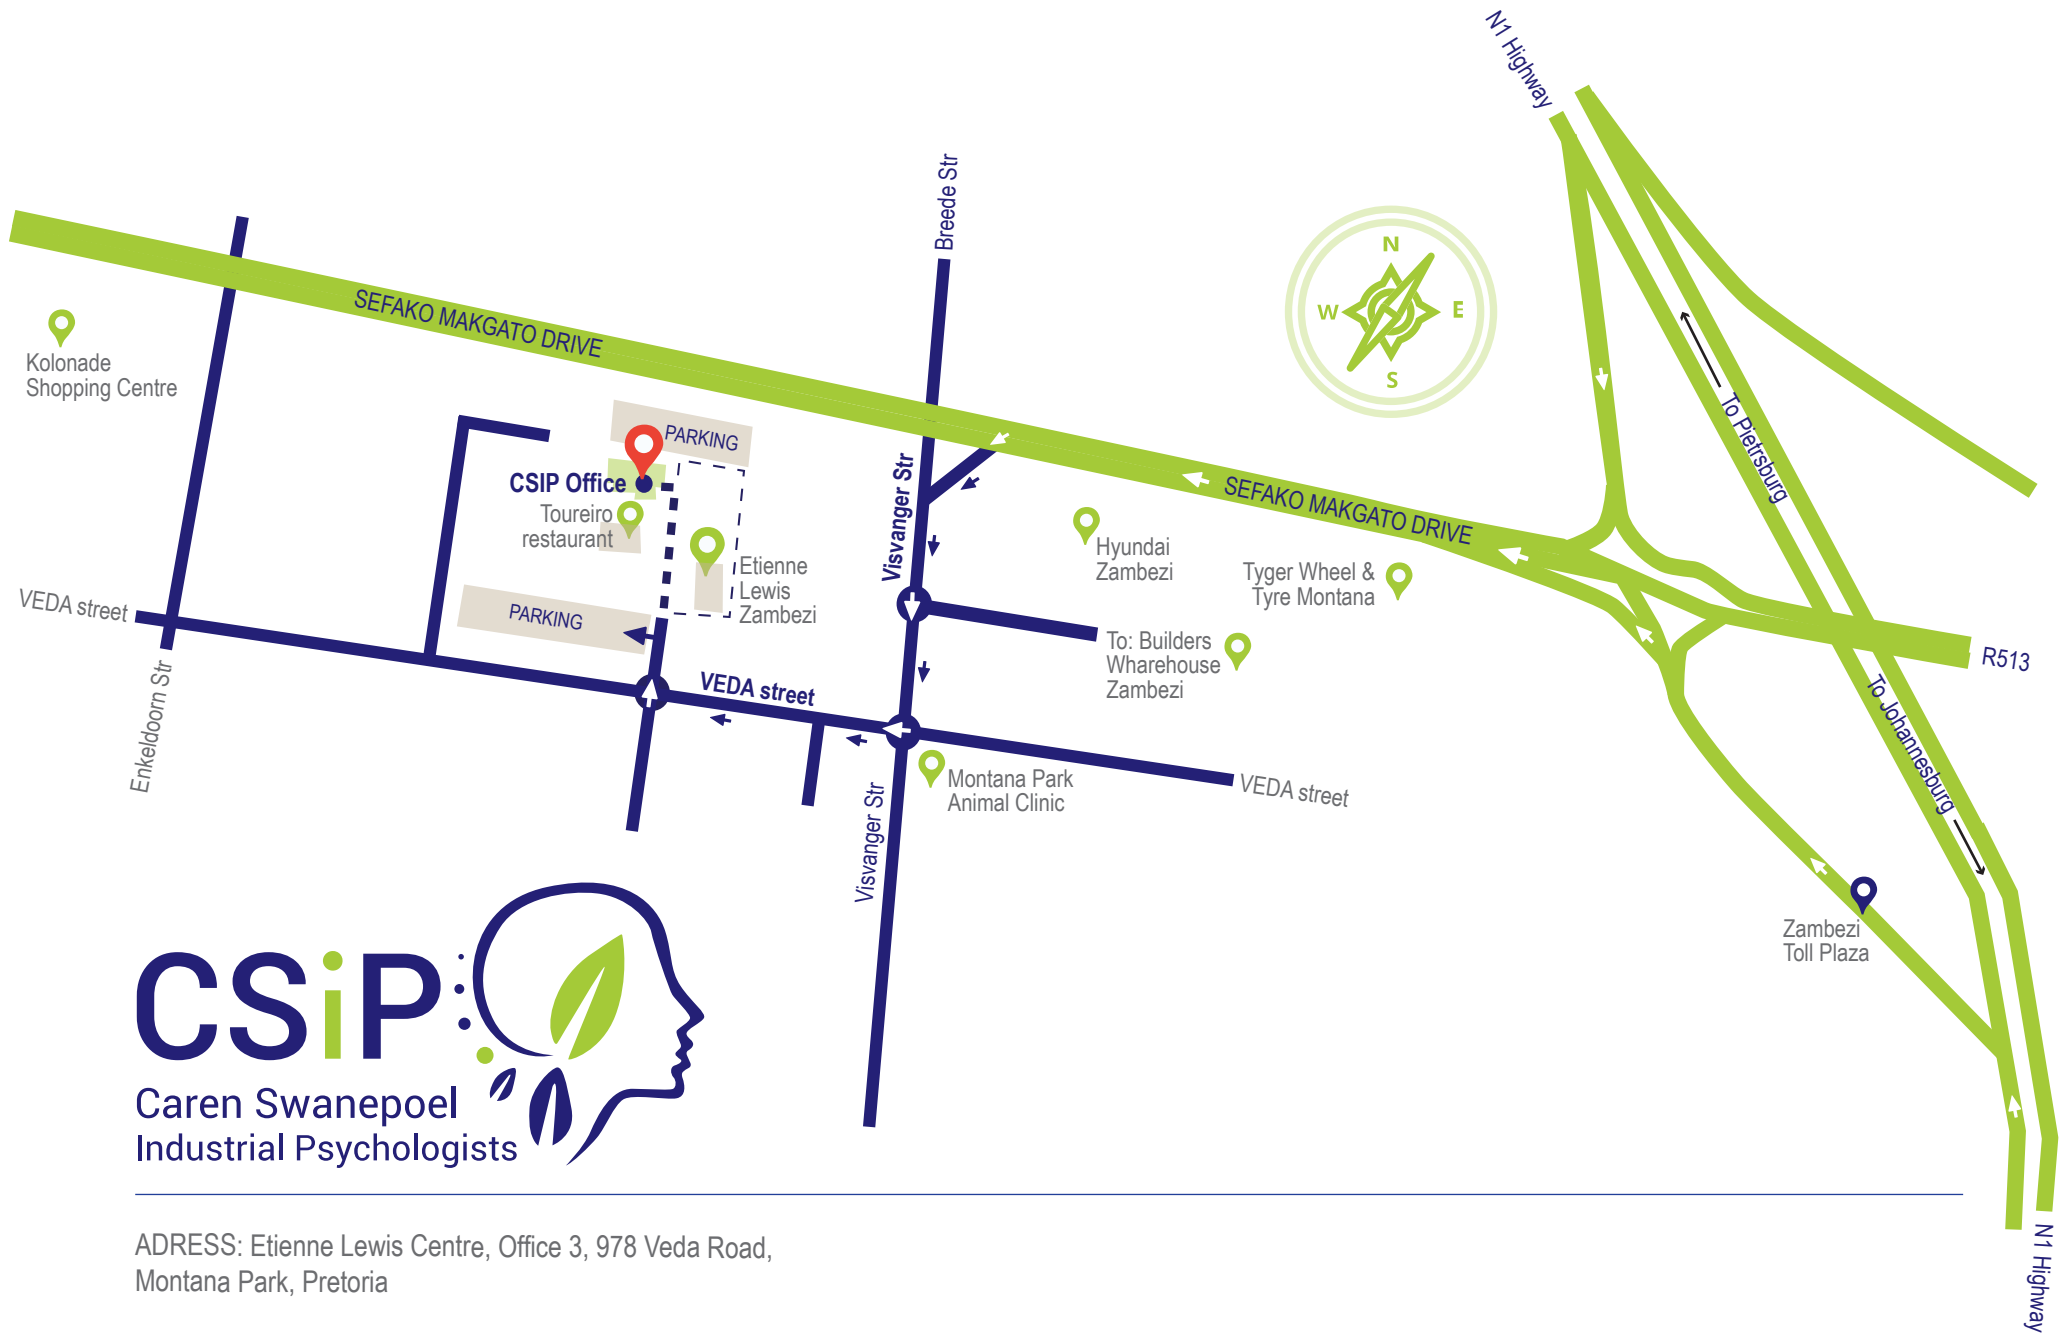 N1 Highway
Breede Str
N
W
E
S
SEFAKO MAKGATO DRIVE
Kolonade
Shopping Centre
To Pietrsburg
PARKING
CSIP Office
Toureiro
restaurant
Visvanger Str
SEFAKO MAKGATO DRIVE
Hyundai
Zambezi
Tyger Wheel &
Tyre Montana
Etienne
Lewis
Zambezi
VEDA street
PARKING
To: Builders
Wharehouse
Zambezi
R513
Enkeldoorn Str
VEDA street
To Johannesburg
Montana Park
Animal Clinic
VEDA street
Visvanger Str
Zambezi
Toll Plaza
CSiP
Caren Swanepoel
Industrial Psychologists
N1 Highway
ADRESS: Etienne Lewis Centre, Office 3, 978 Veda Road,
Montana Park, Pretoria